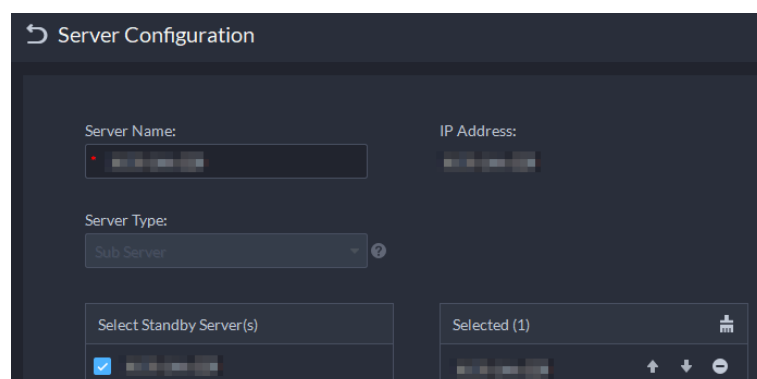 Server Configuration
Server Name:
IP Address:
*
Server Type:
Sub Server
Select Standby Server(s)
Selected (1)